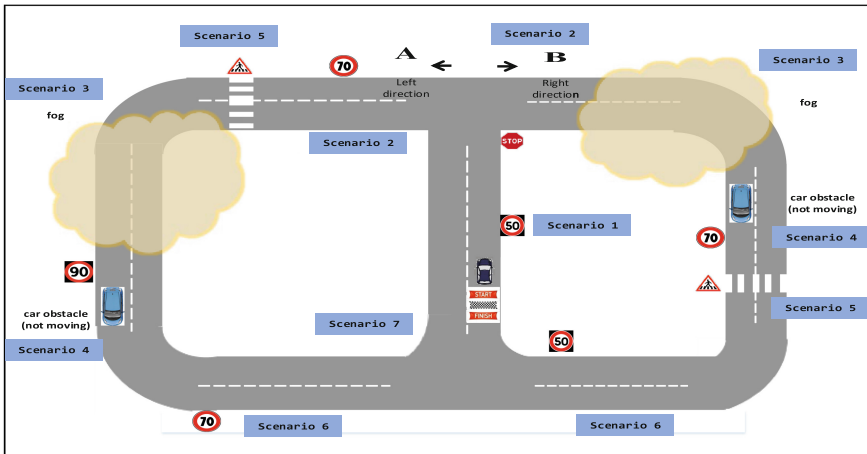 Scenario 5
Scenario 2
A
B
70
Left
direction
Right
direction
Scenario 3
fog
Scenario 3
fog
Scenario 2
STOP
car obstacle
(not moving)
50
Scenario 1
70
Scenario 4
90
START
FINISH
car obstacle
(not moving)
Scenario 7
Scenario 5
Scenario 4
50
70
Scenario 6
Scenario 6